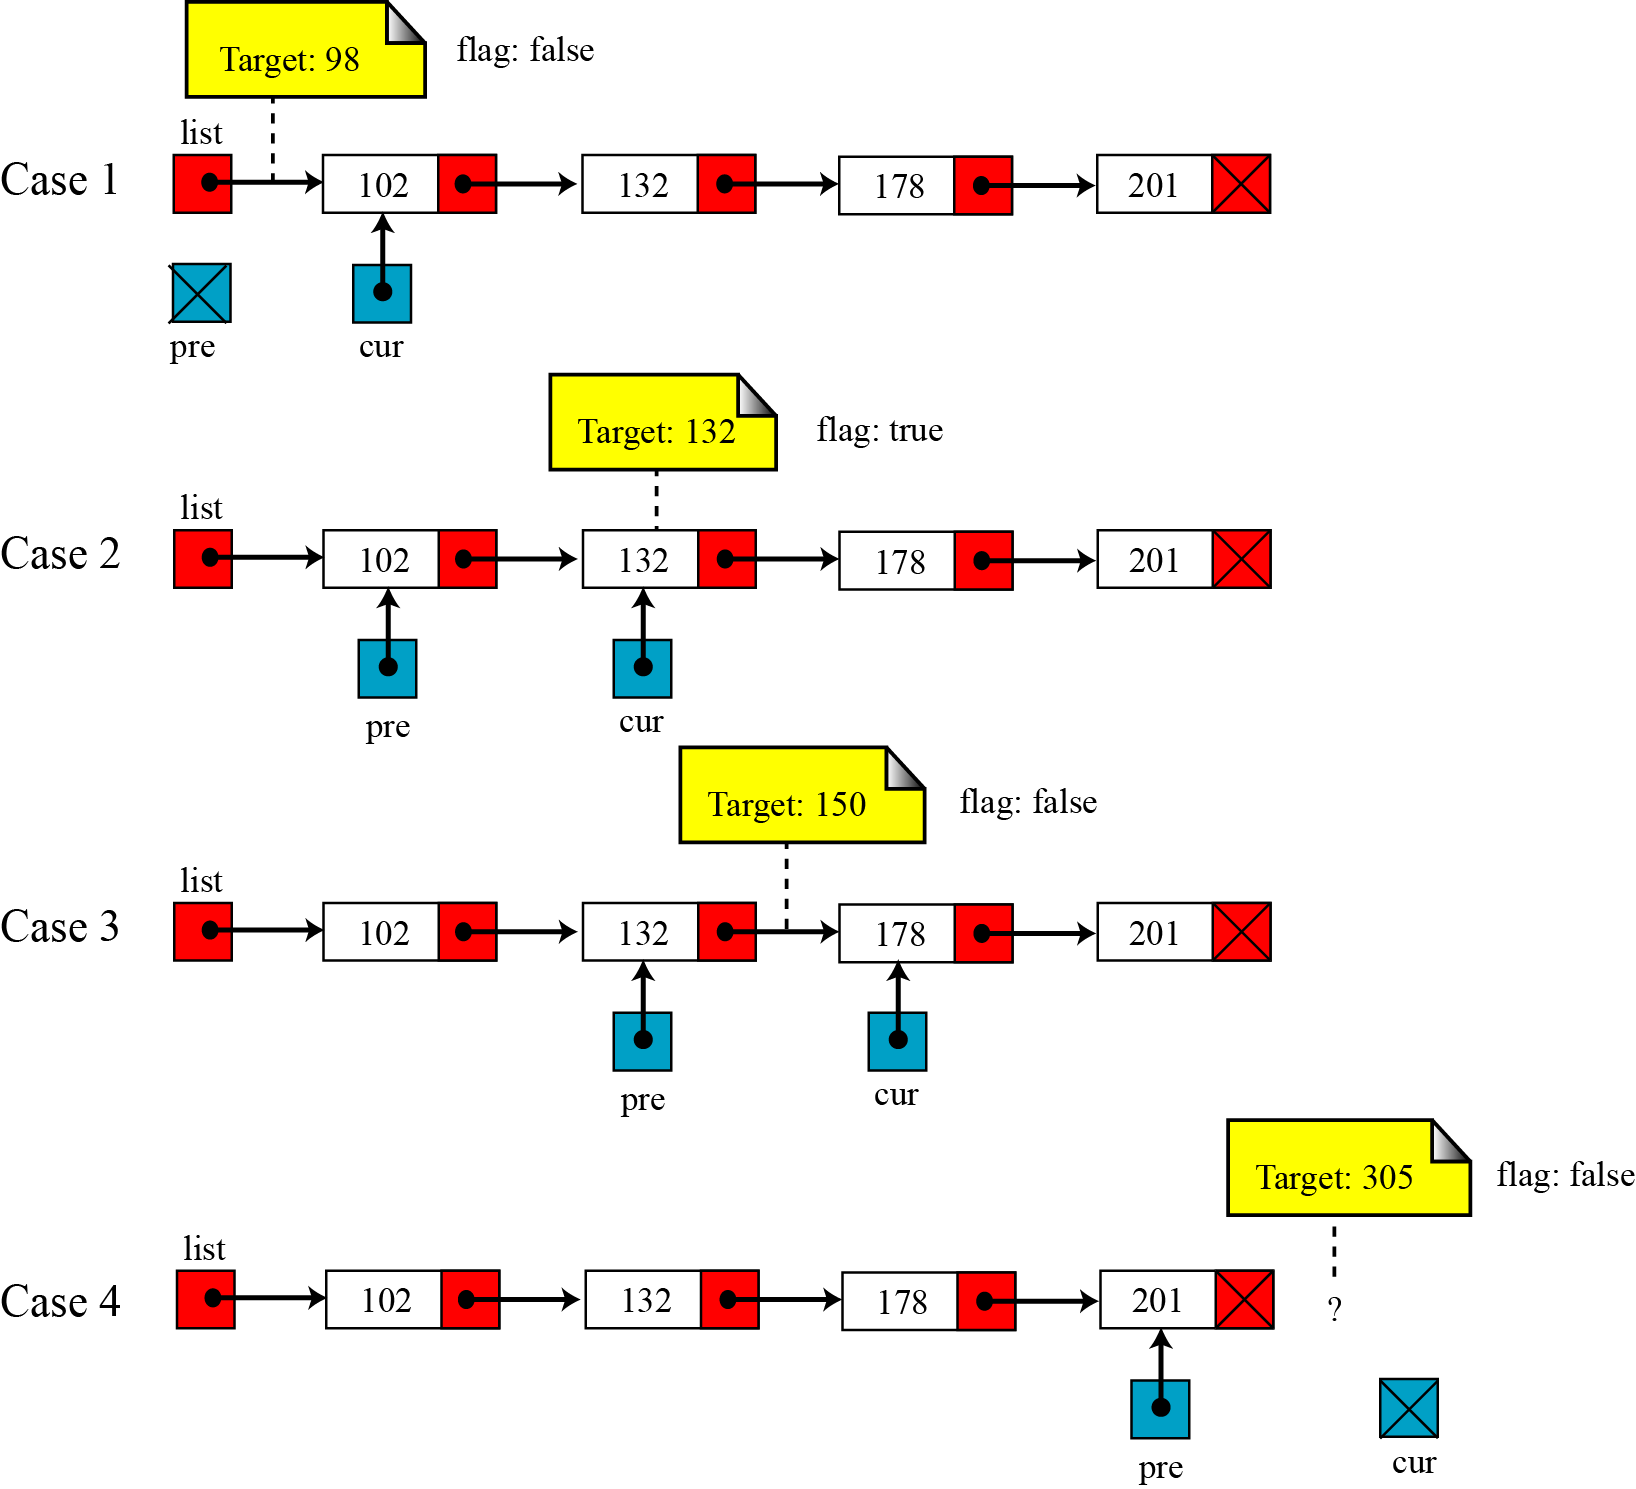 Target: 98
flag: false
list
Case 1
102
132
178
201
pre
cur
Target: 132
flag: true
list
Case 2
102
132
178
201
pre
cur
Target: 150
flag: false
list
Case 3
102
132
178
201
pre
cur
Target: 305
flag: false
list
Case 4
102
132
178
201
?
pre
cur